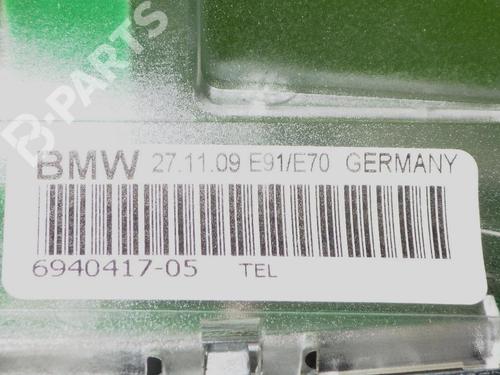 B-PARTS
BMW 27.11.09 E91/E70 GERMANY
6940417-05 TEL